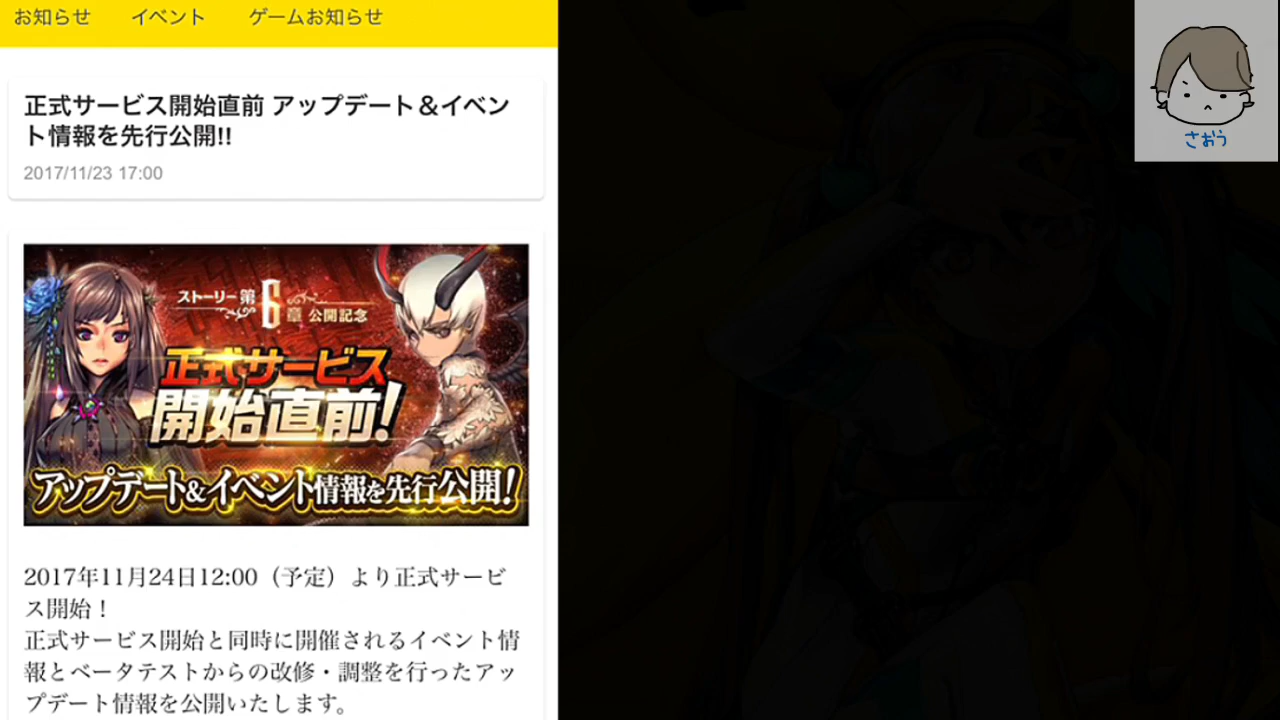 お知らせ イベント ゲームお知らせ
さおう
正式サービス開始直前 アップデート＆イベン
ト情報を先行公開!!
2017/11/23 17:00
ストーリー第6章 公開記念
正式サービス
開始直前!
アップデート&イベント情報を先行公開!
2017年11月24日12:00（予定）より正式サービ
ス開始！
正式サービス開始と同時に開催されるイベント情
報とベータテストからの改修・調整を行ったアッ
プデート情報を公開いたします。